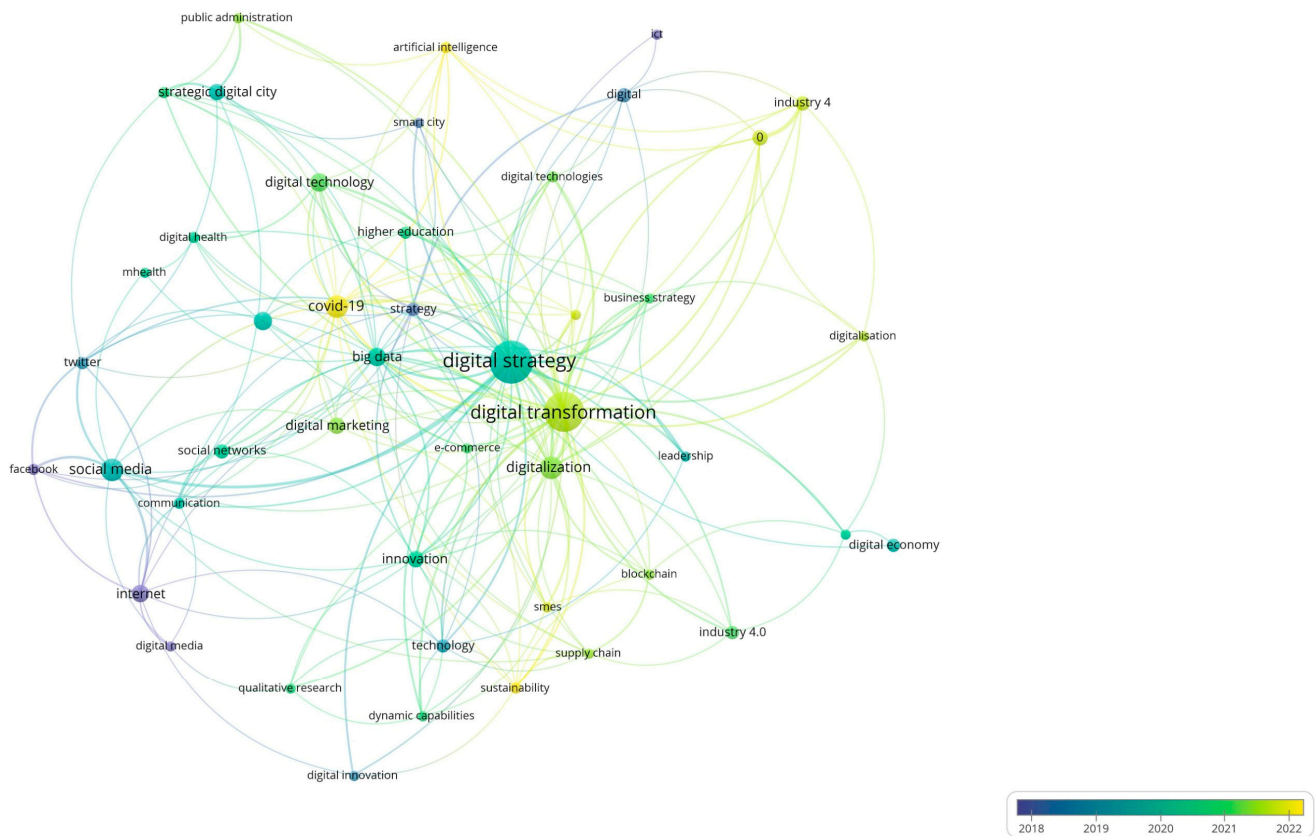 public administration
artificial intelligence
ict
strategic digital city
digital
industry 4
smart city
0
digital technology
digital technologies
higher education
digital health
mhealth
covid-19
strategy
business strategy
digitalisation
twitter
big data
digital strategy
digital transformation
digital marketing
e-commerce
social networks
leadership
facebook
social media
digitalization
communication
digital economy
innovation
blockchain
internet
smes
industry 4.0
digital media
technology
supply chain
qualitative research
sustainability
dynamic capabilities
digital innovation
2018 2019 2020 2021 2022